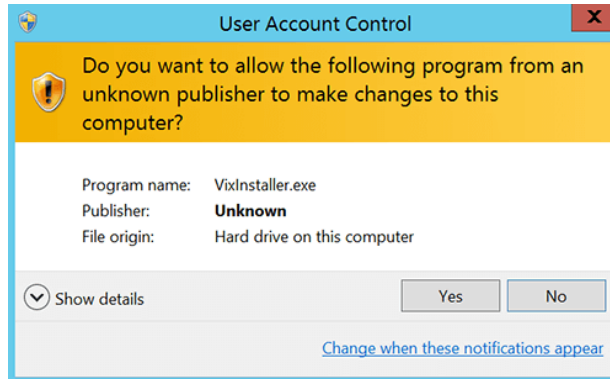 User Account Control
x
Do you want to allow the following program from an
unknown publisher to make changes to this
computer?
Program name: VixInstaller.exe
Publisher: Unknown
File origin: Hard drive on this computer
Show details
Yes No
Change when these notifications appear